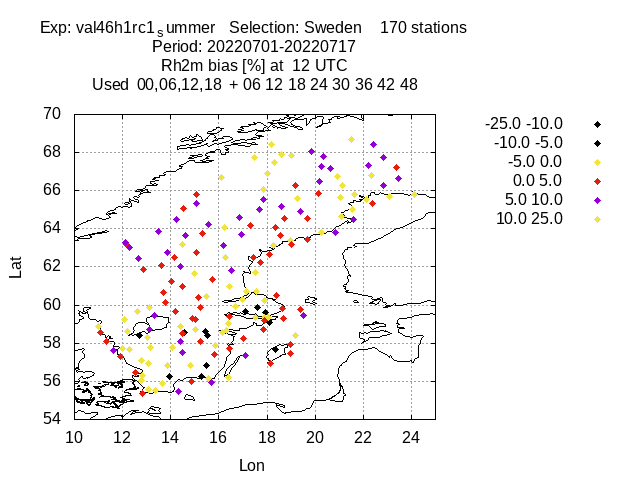 Exp: val46h1rc1summer Selection: Sweden 170 stations
Period: 20220701-20220717
Rh2m bias [%] at 12 UTC
Used 00,06,12,18 + 06 12 18 24 30 36 42 48
-25.0 -10.0
-10.0 -5.0
-5.0 0.0
0.0 5.0
5.0 10.0
10.0 25.0
70
68
66
64
62
60
58
56
54
Lat
10 12 14 16 18 20 22 24
Lon